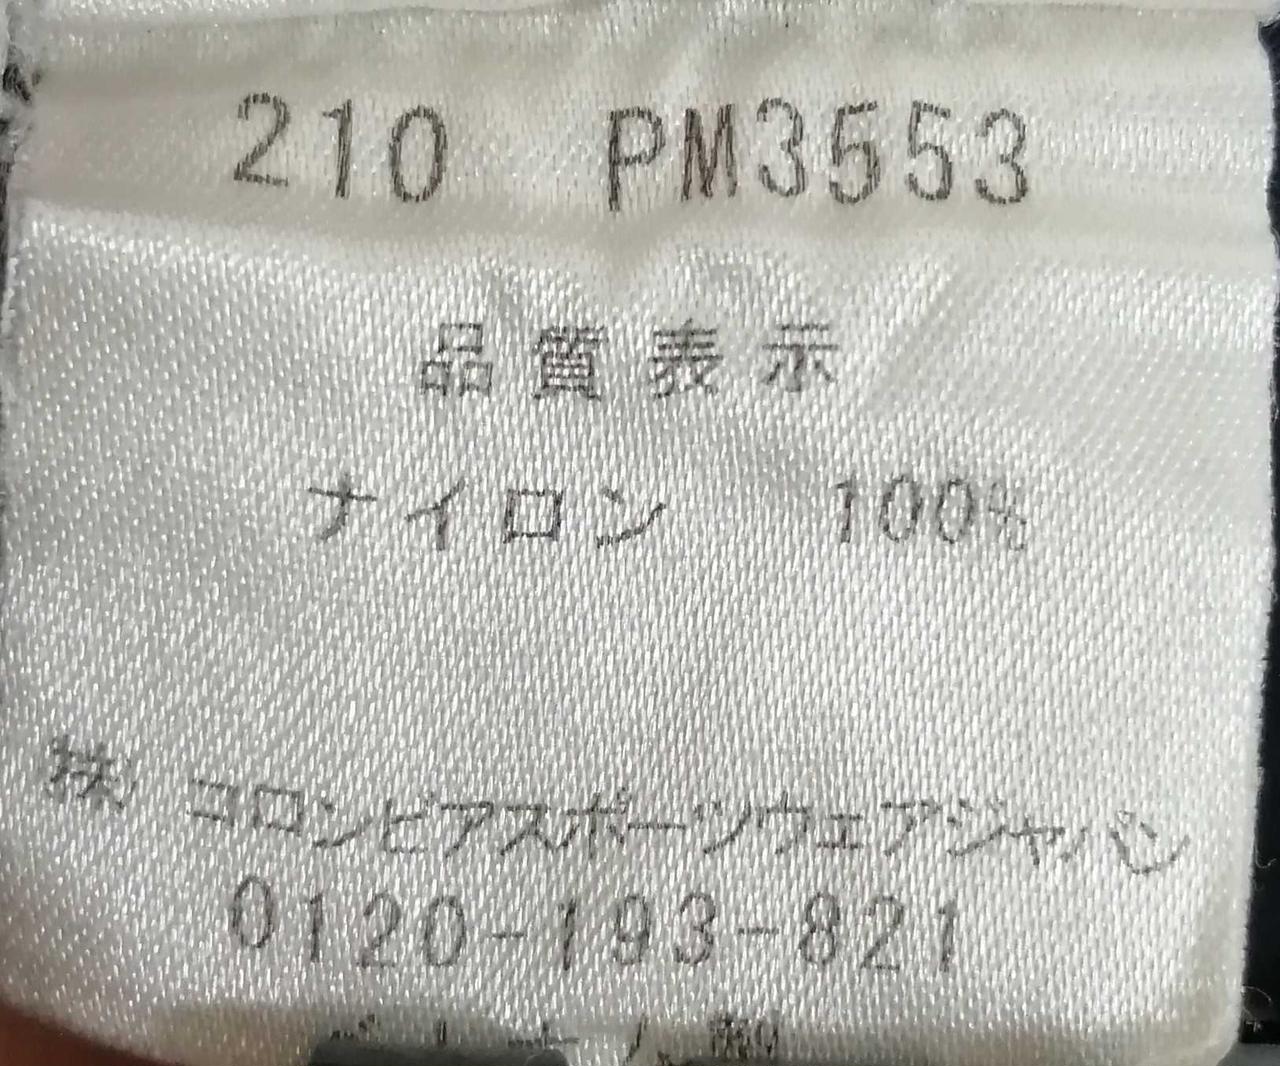 210 PM3553
品質表示
ナイロン 100%
㈱ コロンビアスポーツウェアジャパン
0120-193-821